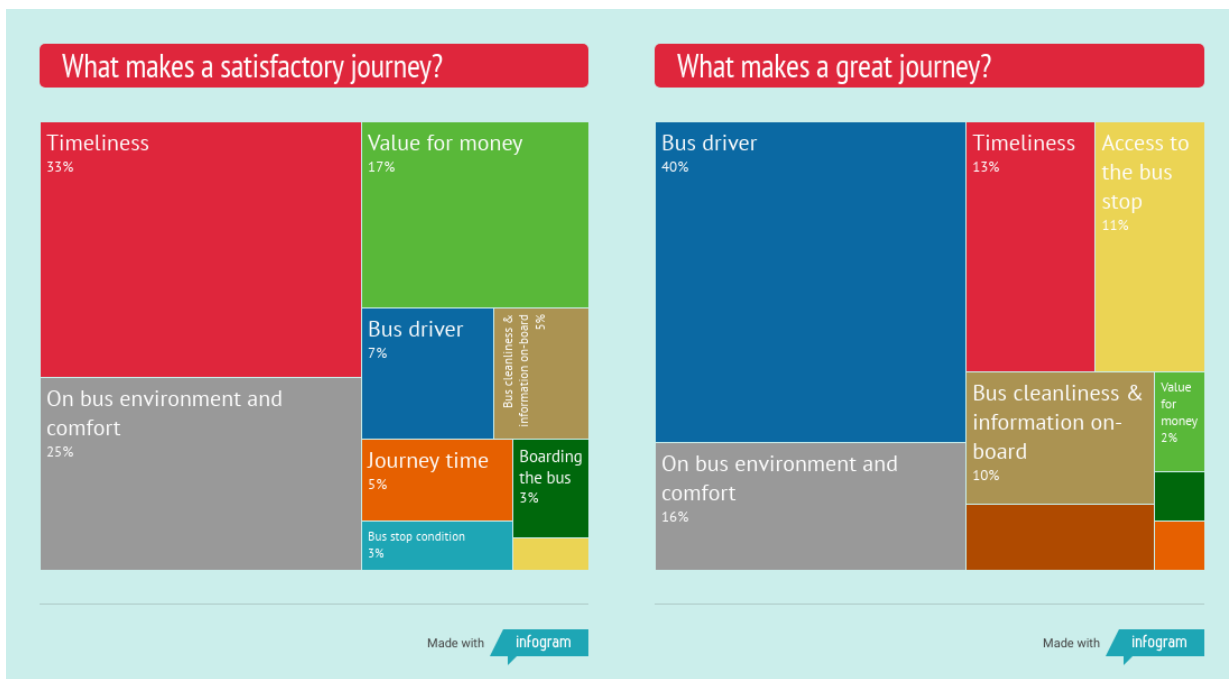 What makes a satisfactory journey?
Timeliness
33%
On bus environment and
comfort
25%
Value for money
17%
Bus driver
7%
Bus cleanliness &
information on-board
5%
Journey time
5%
Boarding
the bus
3%
Bus stop condition
3%
Made with
infogram
What makes a great journey?
Bus driver
40%
On bus environment and
comfort
16%
Timeliness
13%
Access to
the bus
stop
11%
Bus cleanliness &
information on-
board
10%
Value
for
money
2%
Made with
infogram